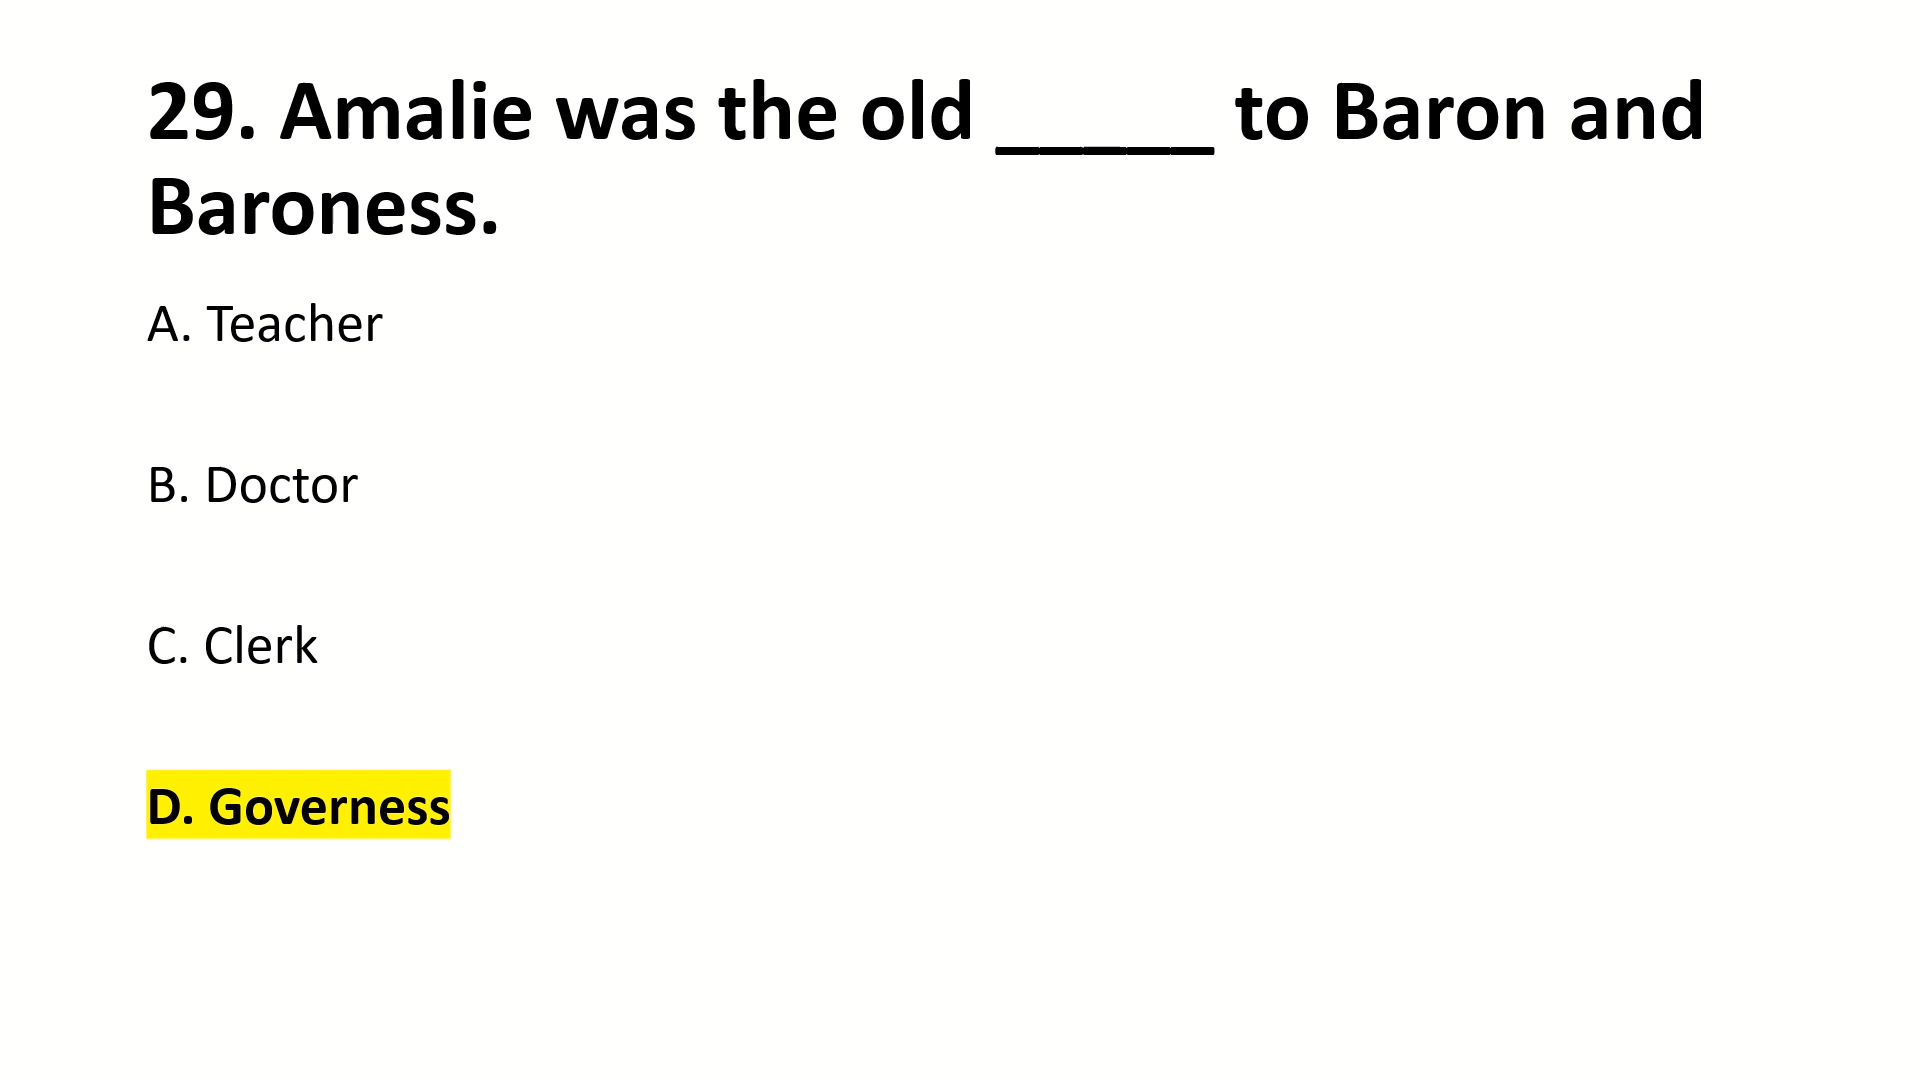 29. Amalie was the old _____ to Baron and
Baroness.
A. Teacher
B. Doctor
C. Clerk
D. Governess